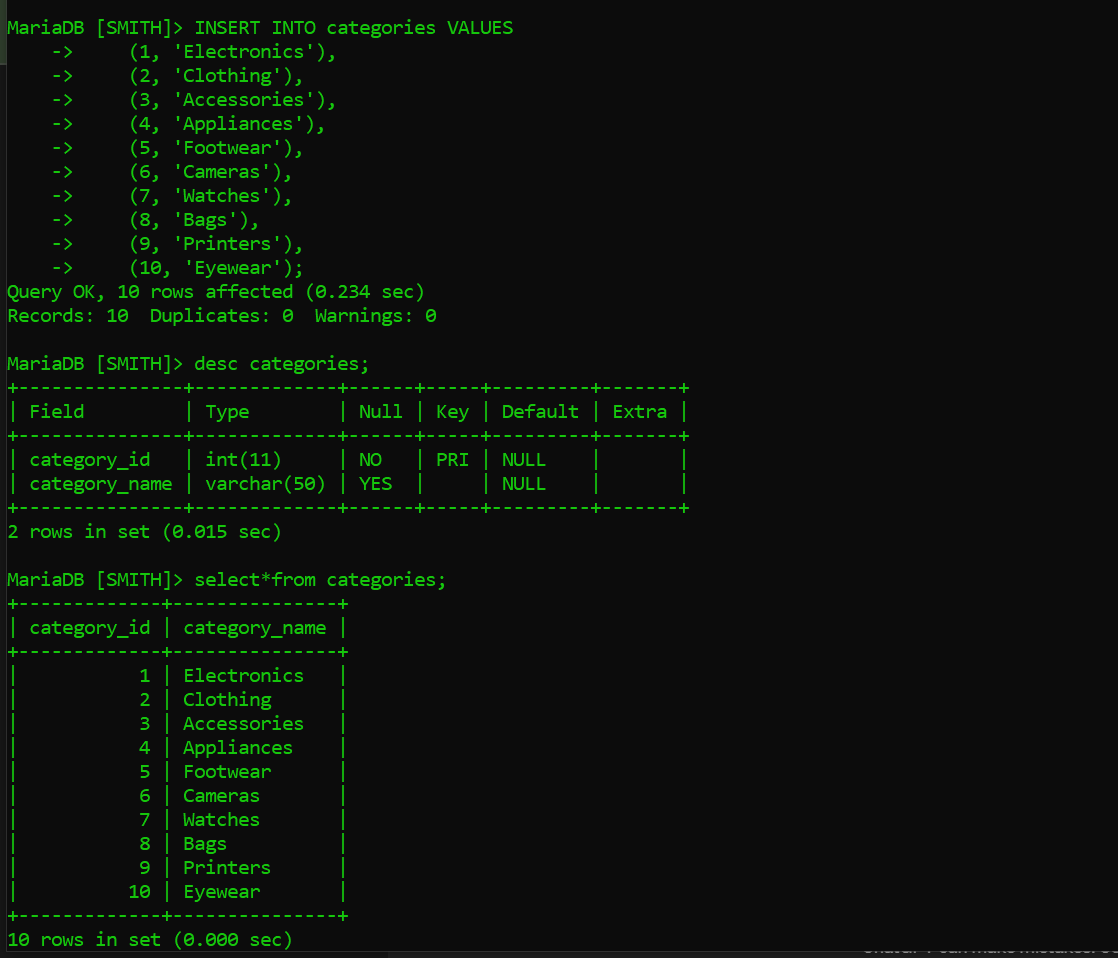 MariaDB [SMITH]> INSERT INTO categories VALUES
    ->     (1, 'Electronics'),
    ->     (2, 'Clothing'),
    ->     (3, 'Accessories'),
    ->     (4, 'Appliances'),
    ->     (5, 'Footwear'),
    ->     (6, 'Cameras'),
    ->     (7, 'Watches'),
    ->     (8, 'Bags'),
    ->     (9, 'Printers'),
    ->     (10, 'Eyewear');
Query OK, 10 rows affected (0.234 sec)
Records: 10  Duplicates: 0  Warnings: 0

MariaDB [SMITH]> desc categories;
+---------------+-------------+------+-----+---------+-------+
| Field         | Type        | Null | Key | Default | Extra |
+---------------+-------------+------+-----+---------+-------+
| category_id   | int(11)     | NO   | PRI | NULL    |       |
| category_name | varchar(50) | YES  |     | NULL    |       |
+---------------+-------------+------+-----+---------+-------+
2 rows in set (0.015 sec)

MariaDB [SMITH]> select*from categories;
+-------------+---------------+
| category_id | category_name |
+-------------+---------------+
|           1 | Electronics   |
|           2 | Clothing      |
|           3 | Accessories   |
|           4 | Appliances    |
|           5 | Footwear      |
|           6 | Cameras       |
|           7 | Watches       |
|           8 | Bags          |
|           9 | Printers      |
|          10 | Eyewear       |
+-------------+---------------+
10 rows in set (0.000 sec)